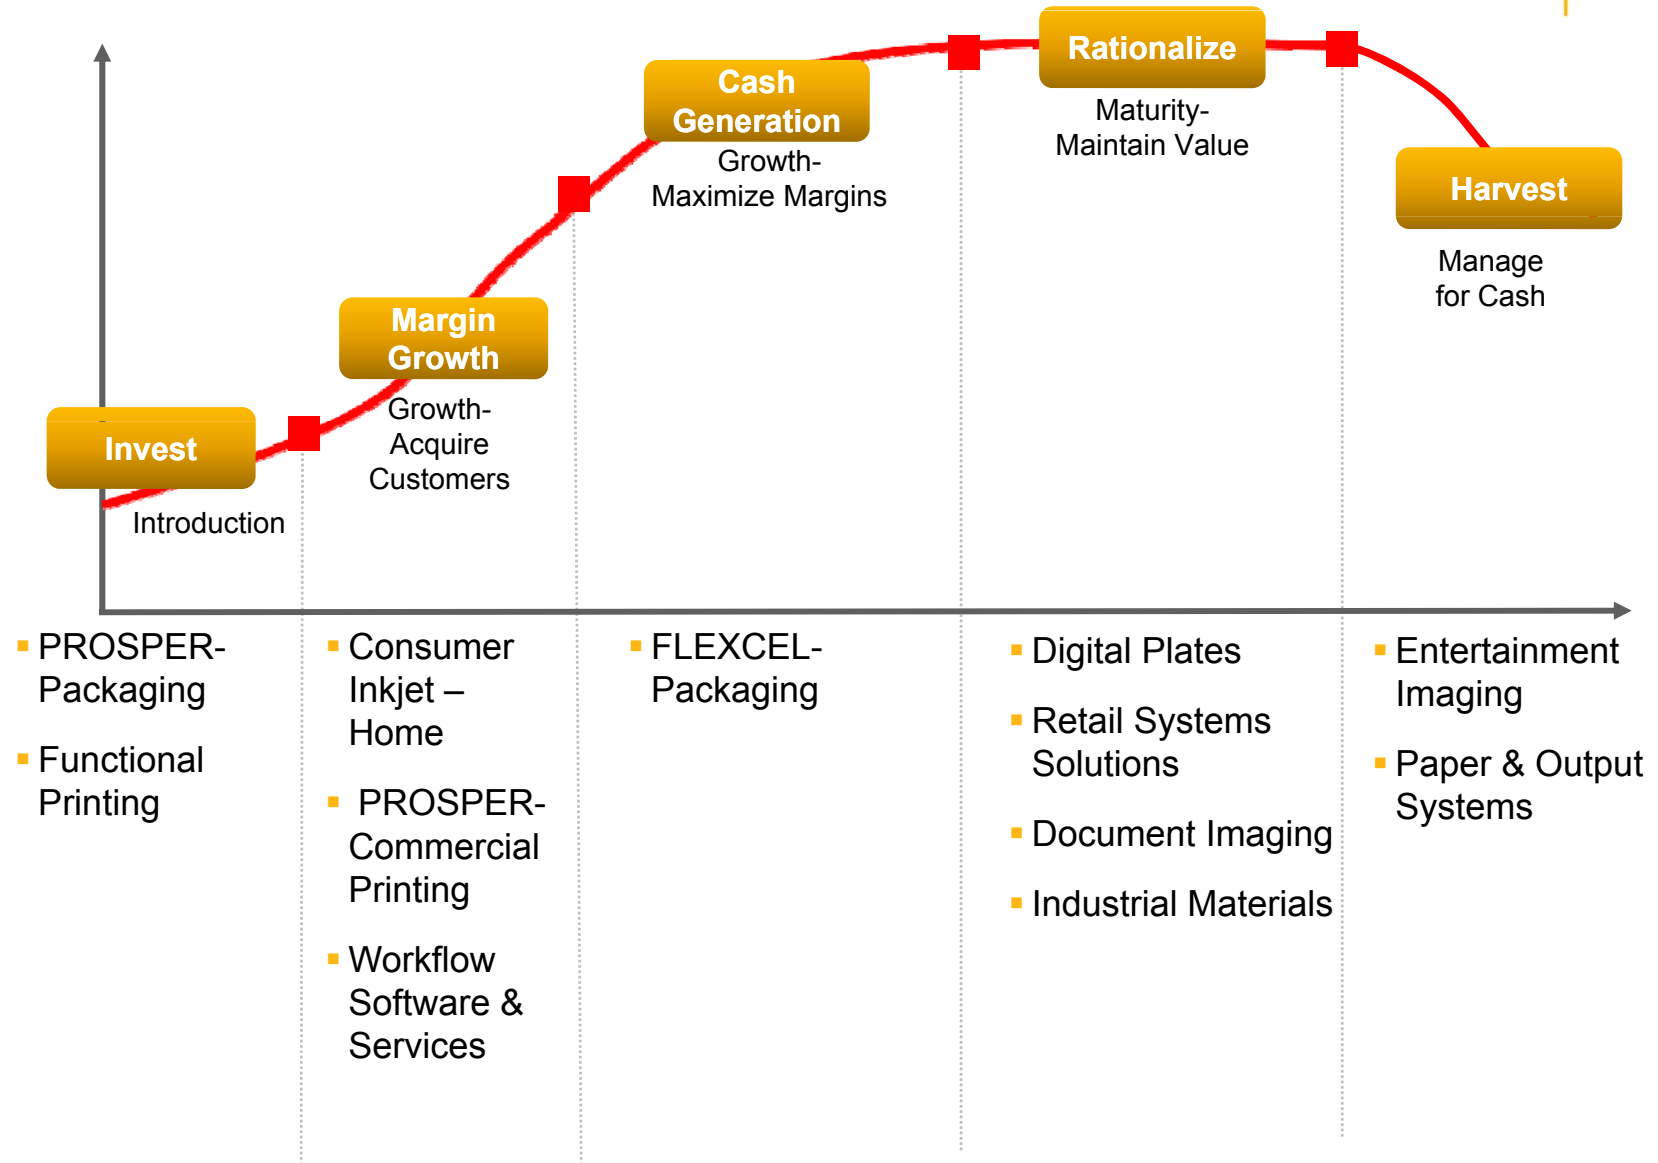 Rationalize
Maturity-
Maintain Value
Cash
Generation
Growth-
Maximize Margins
Harvest
Manage
for Cash
Margin
Growth
Growth-
Acquire
Customers
Invest
Introduction
PROSPER-
Packaging
Functional
Printing
Consumer
Inkjet –
Home
PROSPER-
Commercial
Printing
Workflow
Software &
Services
FLEXCEL-
Packaging
Digital Plates
Retail Systems
Solutions
Document Imaging
Industrial Materials
Entertainment
Imaging
Paper & Output
Systems